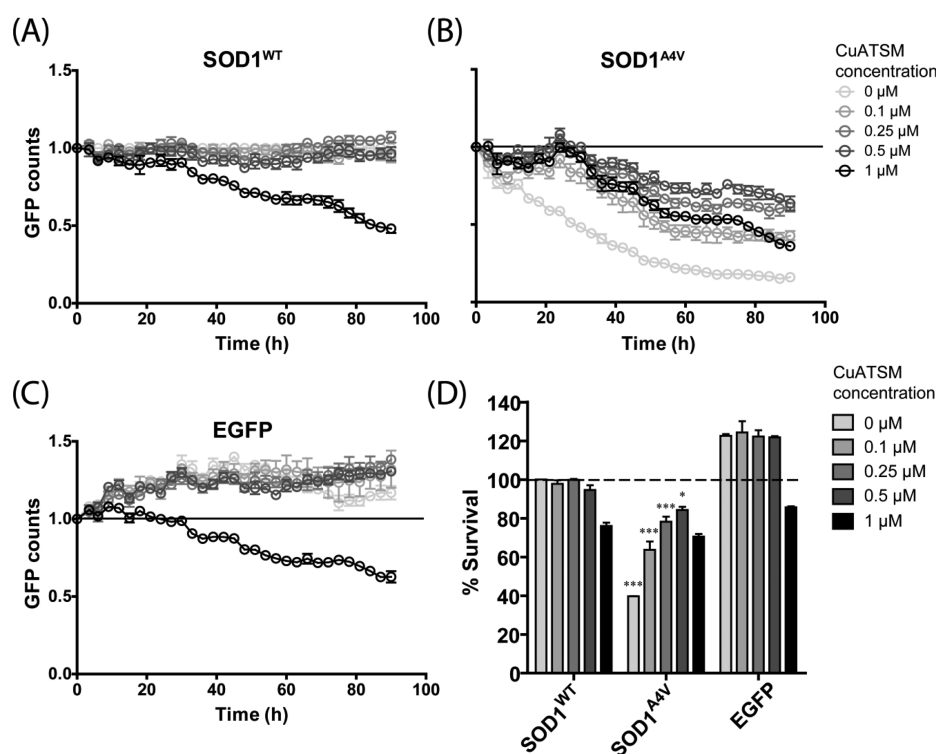 (A)
SOD1WT
GFP counts
1.5
1.0
0.5
0.0
0 20 40 60 80 100
Time (h)
(B)
SOD1A4V
0 20 40 60 80 100
Time (h)
CuATSM
concentration
0 µM
0.1 µM
0.25 µM
0.5 µM
1 µM
(C)
EGFP
GFP counts
1.5
1.0
0.5
0.0
0 20 40 60 80 100
Time (h)
(D)
% Survival
140
120
100
80
60
40
20
0
***
***
***
*
SOD1WT
SOD1A4V
EGFP
CuATSM
concentration
0 µM
0.1 µM
0.25 µM
0.5 µM
1 µM